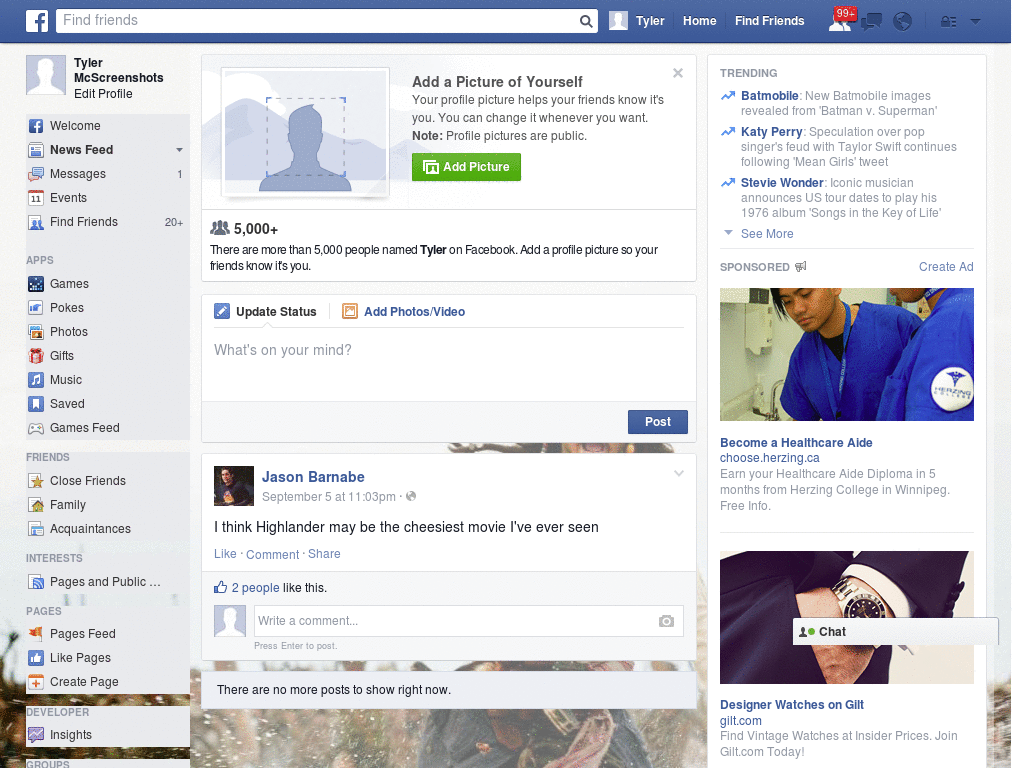 Find friends
Tyler
Home
Find Friends
99+
Tyler
McScreenshots
Edit Profile
Welcome
News Feed
Messages 1
11 Events
Find Friends 20+
APPS
Games
Pokes
Photos
Gifts
Music
Saved
Games Feed
FRIENDS
Close Friends
Family
Acquaintances
INTERESTS
Pages and Public ...
PAGES
Pages Feed
Like Pages
Create Page
DEVELOPER
Insights
GROUPS
Add a Picture of Yourself
Your profile picture helps your friends know it's
you. You can change it whenever you want.
Note: Profile pictures are public.
Add Picture
5,000+
There are more than 5,000 people named Tyler on Facebook. Add a profile picture so your
friends know it's you.
Update Status
Add Photos/Video
What's on your mind?
Post
Jason Barnabe
September 5 at 11:03pm ·
I think Highlander may be the cheesiest movie I've ever seen
Like · Comment · Share
2 people like this.
Write a comment...
Press Enter to post.
There are no more posts to show right now.
TRENDING
Batmobile: New Batmobile images
revealed from 'Batman v. Superman'
Katy Perry: Speculation over pop
singer's feud with Taylor Swift continues
following 'Mean Girls' tweet
Stevie Wonder: Iconic musician
announces US tour dates to play his
1976 album 'Songs in the Key of Life'
See More
SPONSORED
Create Ad
HERZING
COLLEGE
Become a Healthcare Aide
choose.herzing.ca
Earn your Healthcare Aide Diploma in 5
months from Herzing College in Winnipeg.
Free Info.
Chat
Designer Watches on Gilt
gilt.com
Find Vintage Watches at Insider Prices. Join
Gilt.com Today!